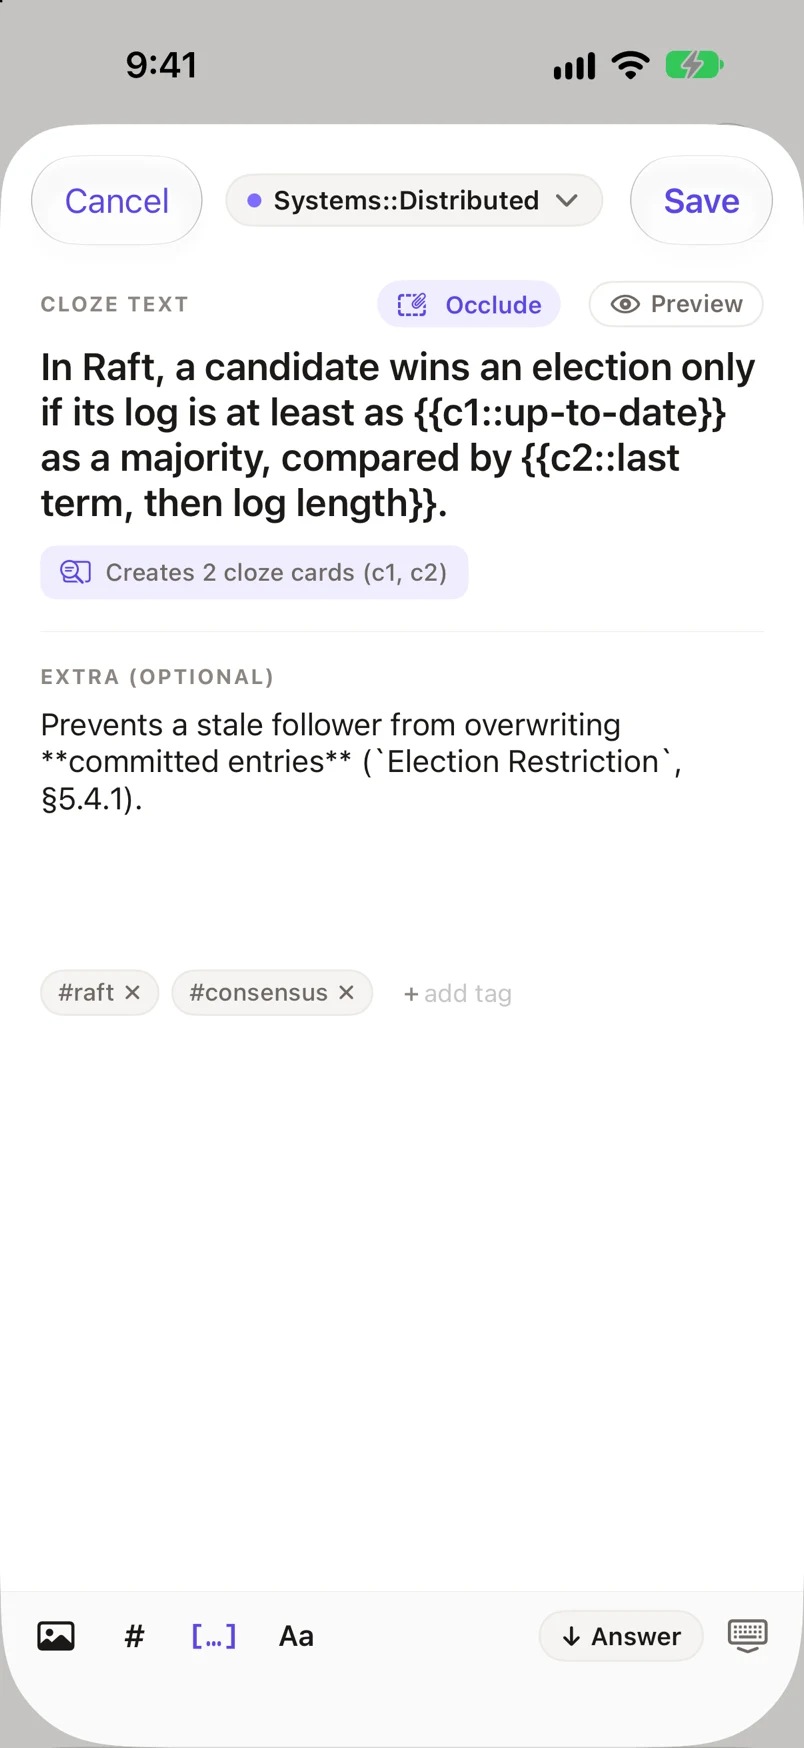 9:41
Cancel
Systems::Distributed
Save
CLOZE TEXT
Occlude
Preview
In Raft, a candidate wins an election only
if its log is at least as {{c1::up-to-date}}
as a majority, compared by {{c2::last
term, then log length}}.
Creates 2 cloze cards (c1, c2)
EXTRA (OPTIONAL)
Prevents a stale follower from overwriting
**committed entries** (`Election Restriction`,
§5.4.1).
#raft ×
#consensus ×
+ add tag
#
[...]
Aa
↓ Answer